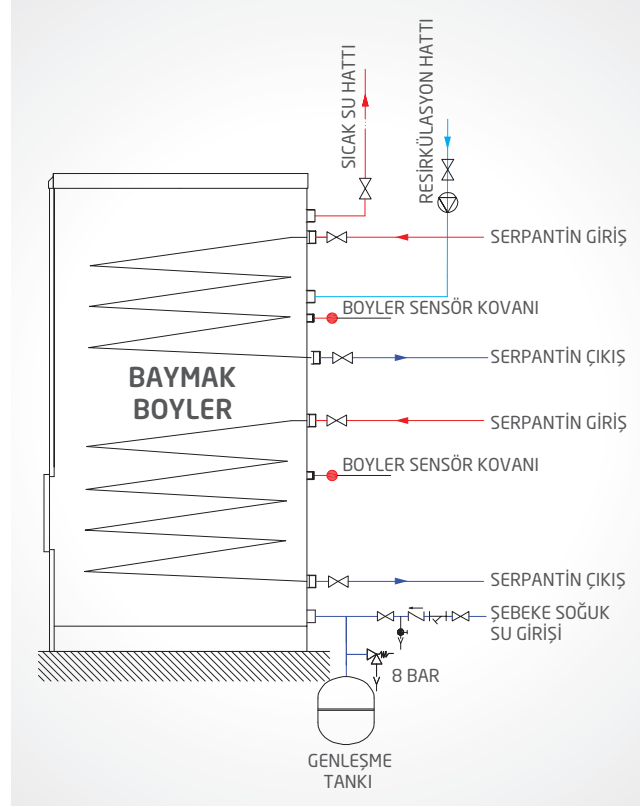 SICAK SU HATTI
RESİRKÜLASYON HATTI
SERPANTİN GİRİŞ
BOYLER SENSÖR KOVANI
SERPANTİN ÇIKIŞ
BAYMAK
BOYLER
SERPANTİN GİRİŞ
BOYLER SENSÖR KOVANI
SERPANTİN ÇIKIŞ
ŞEBEKE SOĞUK
SU GİRİŞİ
8 BAR
GENLEŞME
TANKI